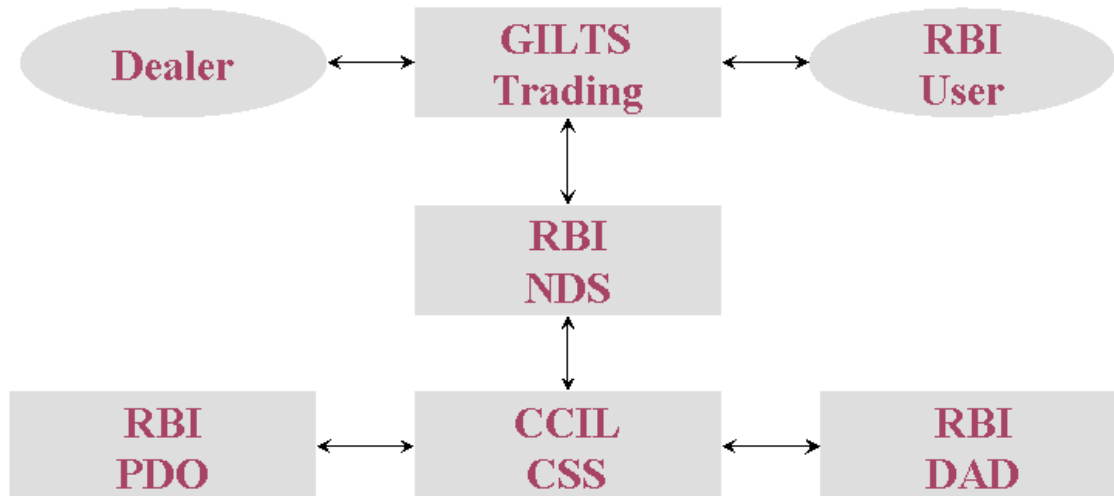 Dealer
GILTS
Trading
RBI
User
RBI
NDS
RBI
PDO
CCIL
CSS
RBI
DAD